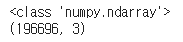 <class 'numpy.ndarray'>
(196696, 3)